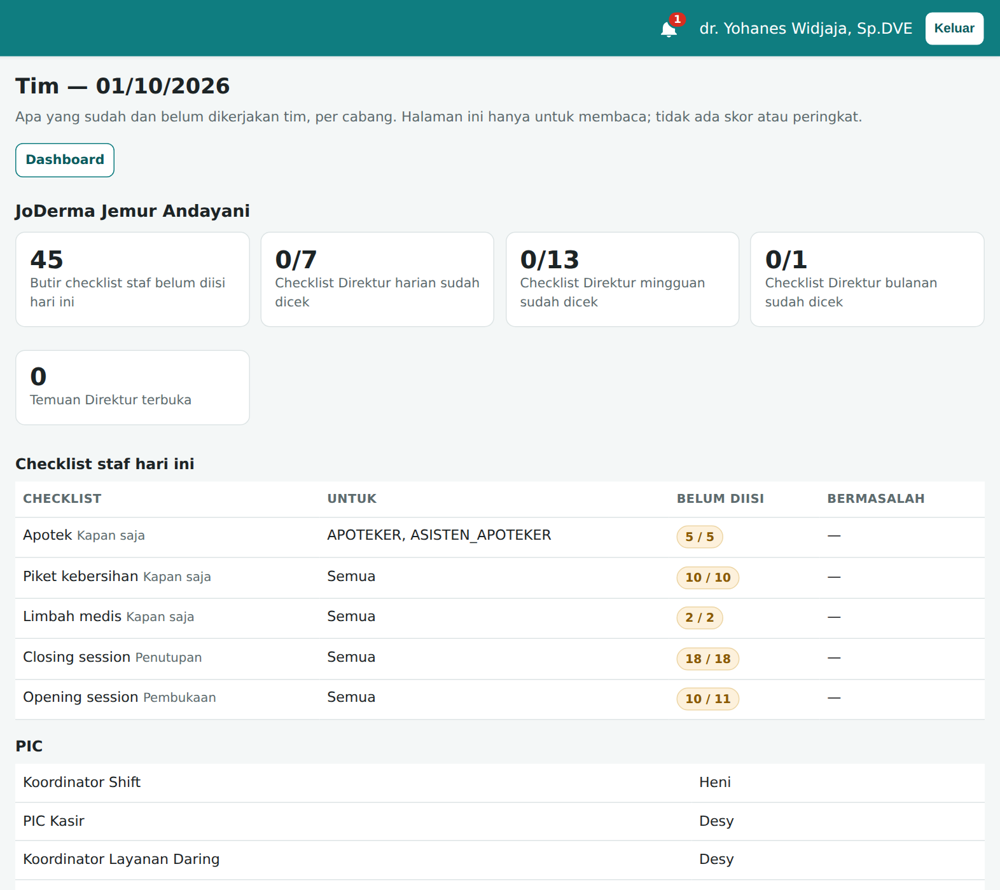 1
dr. Yohanes Widjaja, Sp.DVE
Keluar
Tim — 01/10/2026
Apa yang sudah dan belum dikerjakan tim, per cabang. Halaman ini hanya untuk membaca; tidak ada skor atau peringkat.
Dashboard
JoDerma Jemur Andayani
45
Butir checklist staf belum diisi
hari ini
0/7
Checklist Direktur harian sudah
dicek
0/13
Checklist Direktur mingguan
sudah dicek
0/1
Checklist Direktur bulanan
sudah dicek
0
Temuan Direktur terbuka
Checklist staf hari ini
CHECKLIST UNTUK BELUM DIISI BERMASALAH
Apotek Kapan saja APOTEKER, ASISTEN_APOTEKER 5 / 5 —
Piket kebersihan Kapan saja Semua 10 / 10 —
Limbah medis Kapan saja Semua 2 / 2 —
Closing session Penutupan Semua 18 / 18 —
Opening session Pembukaan Semua 10 / 11 —
PIC
Koordinator Shift Heni
PIC Kasir Desy
Koordinator Layanan Daring Desy